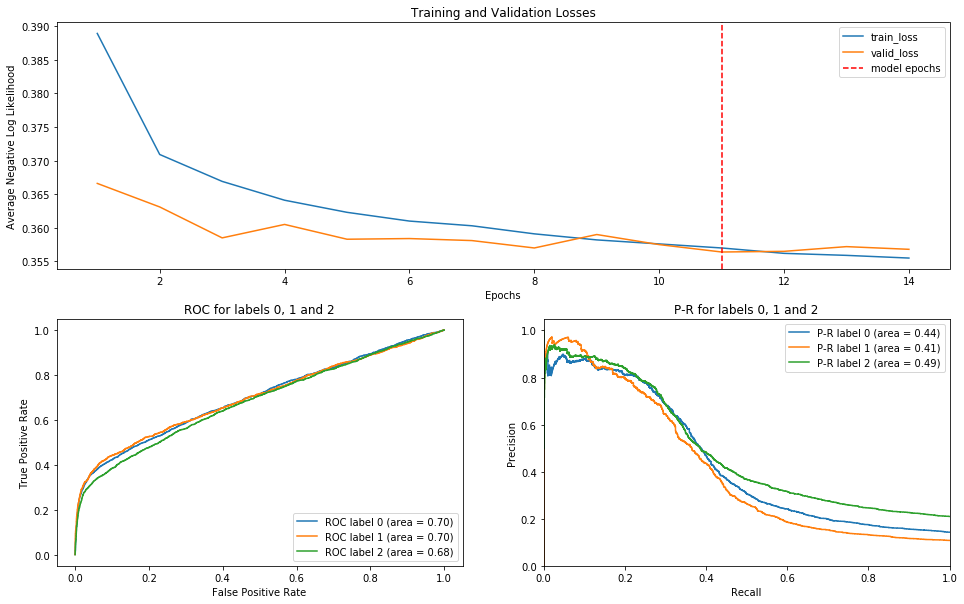 Training and Validation Losses
0.390
0.385
0.380
0.375
0.370
0.365
0.360
0.355
Average Negative Log Likelihood
train_loss
valid_loss
model epochs
2 4 6 8 10 12 14
Epochs
ROC for labels 0, 1 and 2
1.0
0.8
0.6
0.4
0.2
0.0
True Positive Rate
ROC label 0 (area = 0.70)
ROC label 1 (area = 0.70)
ROC label 2 (area = 0.68)
0.0 0.2 0.4 0.6 0.8 1.0
False Positive Rate
P-R for labels 0, 1 and 2
1.0
0.8
0.6
0.4
0.2
0.0
Precision
P-R label 0 (area = 0.44)
P-R label 1 (area = 0.41)
P-R label 2 (area = 0.49)
0.0 0.2 0.4 0.6 0.8 1.0
Recall